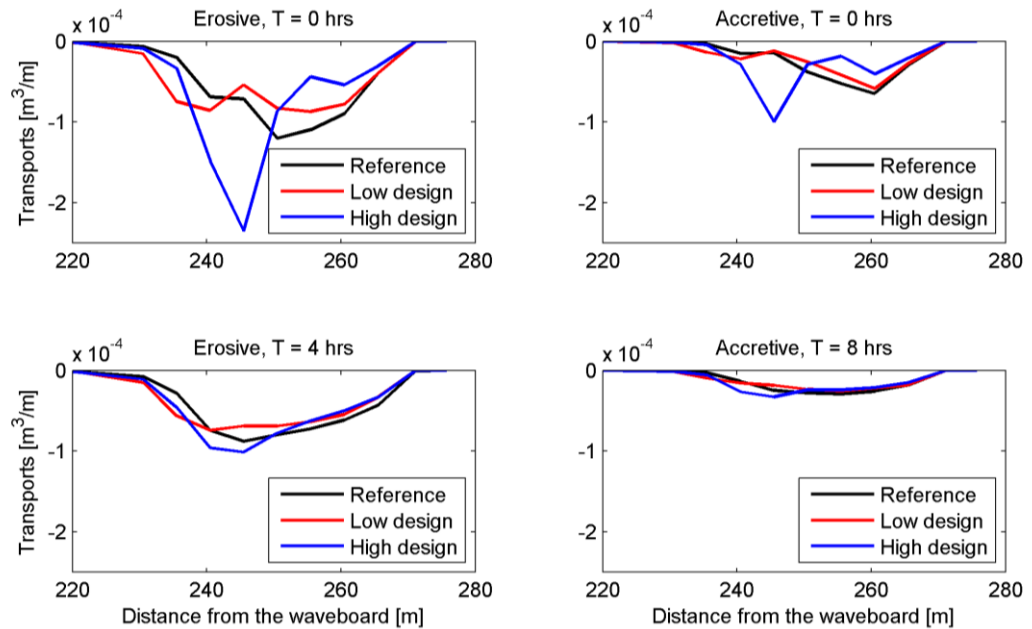 Erosive, T = 0 hrs
x 10⁻⁴
0
-1
-2
Transports [m³/m]
Reference
Low design
High design
220 240 260 280
Accretive, T = 0 hrs
x 10⁻⁴
0
-1
-2
Reference
Low design
High design
220 240 260 280
Erosive, T = 4 hrs
x 10⁻⁴
0
-1
-2
Transports [m³/m]
Reference
Low design
High design
220 240 260 280
Distance from the waveboard [m]
Accretive, T = 8 hrs
x 10⁻⁴
0
-1
-2
Reference
Low design
High design
220 240 260 280
Distance from the waveboard [m]